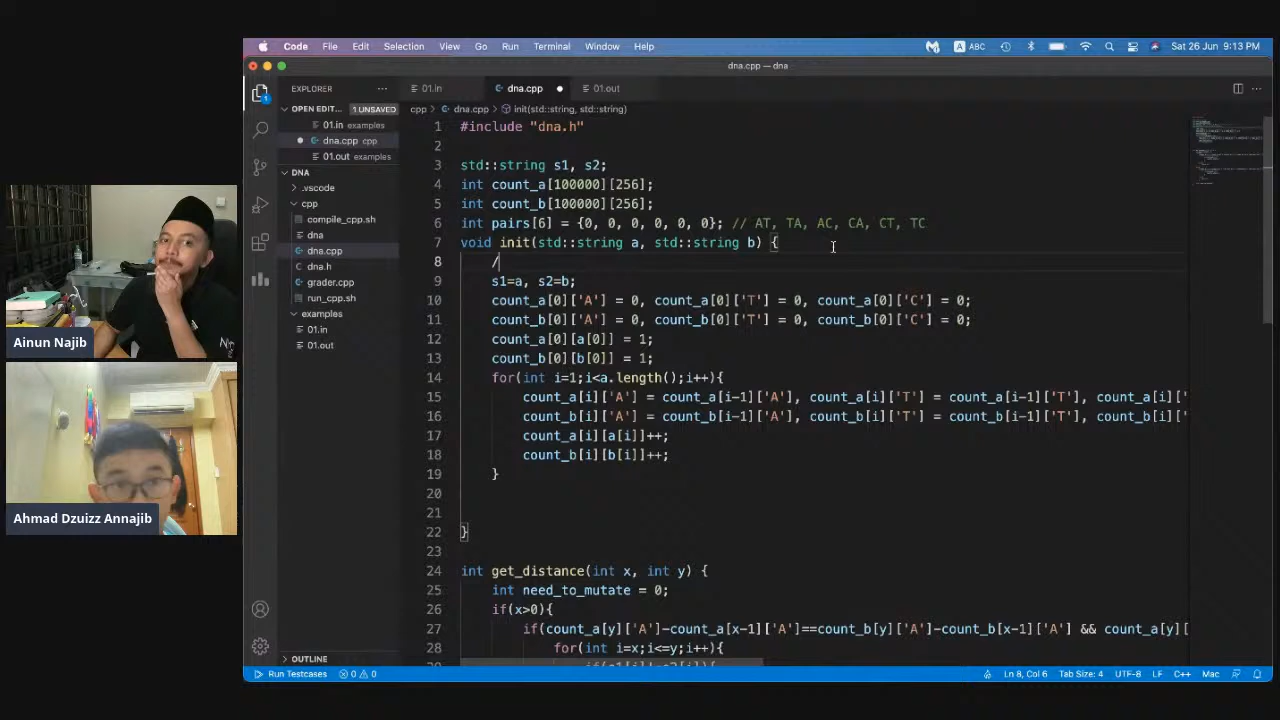 Code File Edit Selection View Go Run Terminal Window Help A ABC Sat 26 Jun 9:13 PM
dna.cpp — dna
EXPLORER ··· 01.in dna.cpp 01.out
OPEN EDIT... 1 UNSAVED cpp > dna.cpp > init(std::string, std::string)
01.in examples
dna.cpp cpp
01.out examples
DNA
.vscode
cpp
compile_cpp.sh
dna
dna.cpp
dna.h
grader.cpp
run_cpp.sh
examples
01.in
01.out
OUTLINE
1 #include "dna.h"
2
3 std::string s1, s2;
4 int count_a[100000][256];
5 int count_b[100000][256];
6 int pairs[6] = {0, 0, 0, 0, 0, 0}; // AT, TA, AC, CA, CT, TC
7 void init(std::string a, std::string b) {
8 /
9 s1=a, s2=b;
10 count_a[0]['A'] = 0, count_a[0]['T'] = 0, count_a[0]['C'] = 0;
11 count_b[0]['A'] = 0, count_b[0]['T'] = 0, count_b[0]['C'] = 0;
12 count_a[0][a[0]] = 1;
13 count_b[0][b[0]] = 1;
14 for(int i=1;i<a.length();i++){
15 count_a[i]['A'] = count_a[i-1]['A'], count_a[i]['T'] = count_a[i-1]['T'], count_a[i]['
16 count_b[i]['A'] = count_b[i-1]['A'], count_b[i]['T'] = count_b[i-1]['T'], count_b[i]['
17 count_a[i][a[i]]++;
18 count_b[i][b[i]]++;
19 }
20
21
22 }
23
24 int get_distance(int x, int y) {
25 int need_to_mutate = 0;
26 if(x>0){
27 if(count_a[y]['A']-count_a[x-1]['A']==count_b[y]['A']-count_b[x-1]['A'] && count_a[y]['
28 for(int i=x;i<=y;i++){
Run Testcases 0 0 Ln 8, Col 6 Tab Size: 4 UTF-8 LF C++ Mac
Ainun Najib
Ahmad Dzuizz Annajib